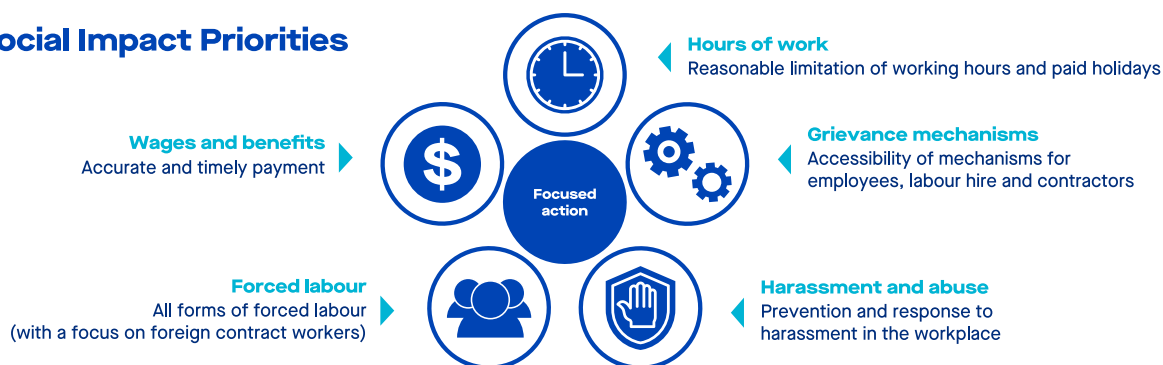 ocial Impact Priorities
Hours of work
Reasonable limitation of working hours and paid holidays
Wages and benefits
Accurate and timely payment
$
Grievance mechanisms
Accessibility of mechanisms for
employees, labour hire and contractors
Focused
action
Forced labour
All forms of forced labour
(with a focus on foreign contract workers)
Harassment and abuse
Prevention and response to
harassment in the workplace